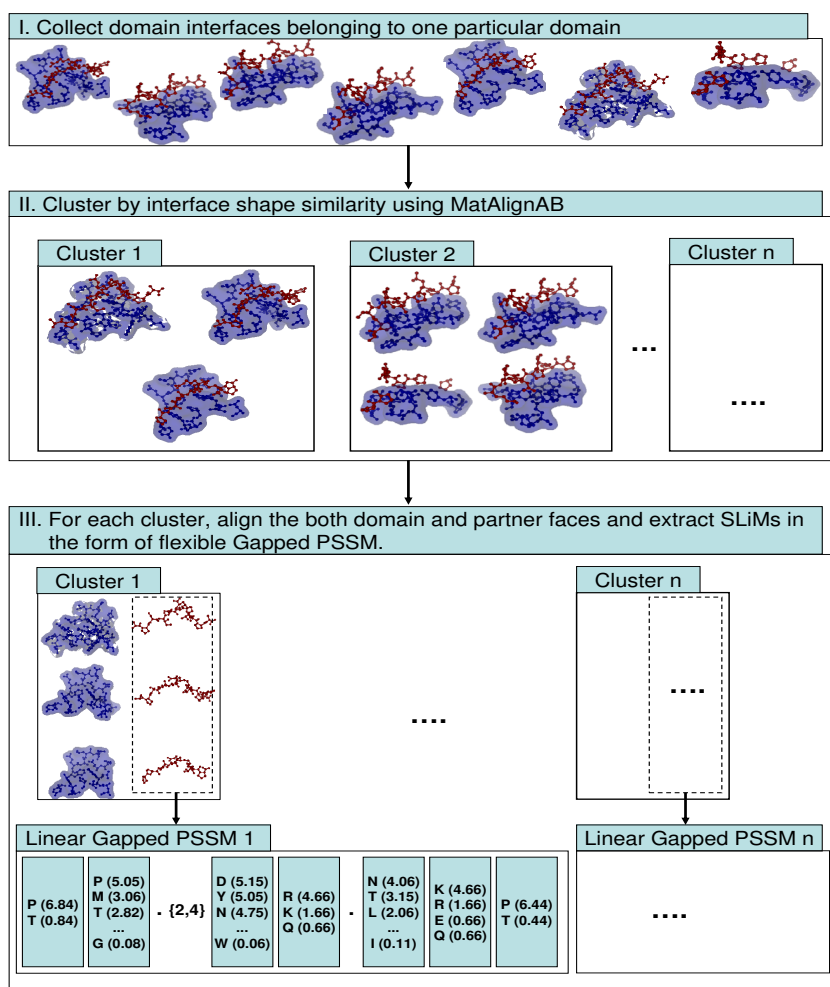 I. Collect domain interfaces belonging to one particular domain
II. Cluster by interface shape similarity using MatAlignAB
Cluster 1
Cluster 2
Cluster n
...
....
III. For each cluster, align the both domain and partner faces and extract SLiMs in
the form of flexible Gapped PSSM.
Cluster 1
Cluster n
....
....
Linear Gapped PSSM 1
Linear Gapped PSSM n
P (6.84)
T (0.84)
P (5.05)
M (3.06)
T (2.82)
...
G (0.08)
. {2,4}
D (5.15)
Y (5.05)
N (4.75)
...
W (0.06)
R (4.66)
K (1.66)
Q (0.66)
.
N (4.06)
T (3.15)
L (2.06)
...
I (0.11)
K (4.66)
R (1.66)
E (0.66)
Q (0.66)
P (6.44)
T (0.44)
....